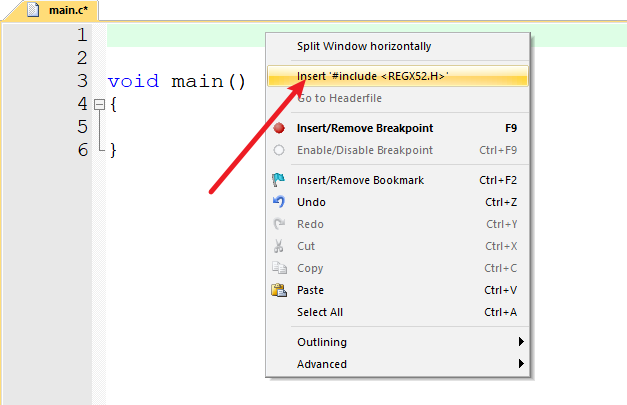 main.c*
1
2
3 void main()
4 {
5
6 }
Split Window horizontally
Insert '#include <REGX52.H>'
Go to Headerfile
Insert/Remove Breakpoint F9
Enable/Disable Breakpoint Ctrl+F9
Insert/Remove Bookmark Ctrl+F2
Undo Ctrl+Z
Redo Ctrl+Y
Cut Ctrl+X
Copy Ctrl+C
Paste Ctrl+V
Select All Ctrl+A
Outlining
Advanced